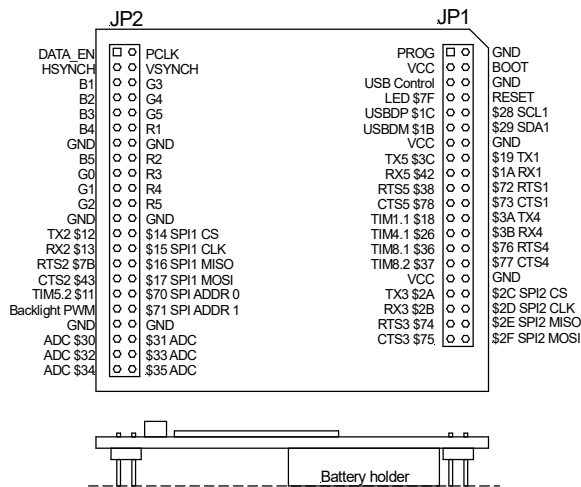 JP2 JP1
DATA_EN PCLK PROG GND
HSYNCH VSYNCH VCC BOOT
B1 G3 USB Control GND
B2 G4 LED $7F RESET
B3 G5 USBDP $1C $28 SCL1
B4 R1 USBDM $1B $29 SDA1
GND GND VCC GND
B5 R2 TX5 $3C $19 TX1
G0 R3 RX5 $42 $1A RX1
G1 R4 RTS5 $38 $72 RTS1
G2 R5 CTS5 $78 $73 CTS1
GND GND TIM1.1 $18 $3A TX4
TX2 $12 $14 SPI1 CS TIM4.1 $26 $3B RX4
RX2 $13 $15 SPI1 CLK TIM8.1 $36 $76 RTS4
RTS2 $7B $16 SPI1 MISO TIM8.2 $37 $77 CTS4
CTS2 $43 $17 SPI1 MOSI VCC GND
TIM5.2 $11 $70 SPI ADDR 0 TX3 $2A $2C SPI2 CS
Backlight PWM $71 SPI ADDR 1 RX3 $2B $2D SPI2 CLK
GND GND RTS3 $74 $2E SPI2 MISO
ADC $30 $31 ADC CTS3 $75 $2F SPI2 MOSI
ADC $32 $33 ADC
ADC $34 $35 ADC
Battery holder